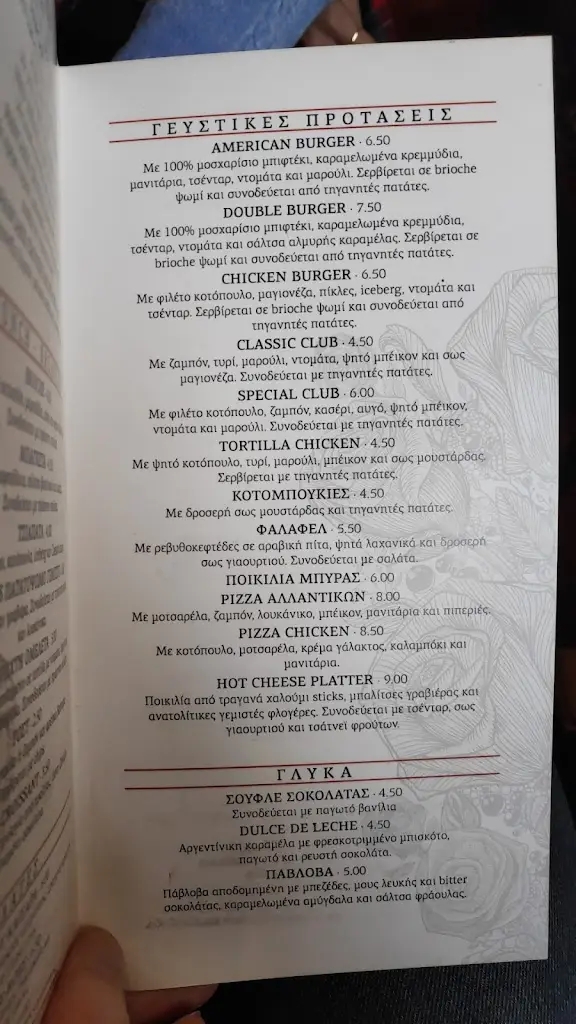 ΓΕΥΣΤΙΚΕΣ ΠΡΟΤΑΣΕΙΣ
AMERICAN BURGER · 6.50
Με 100% μοσχαρίσιο μπιφτέκι, καραμελωμένα κρεμμύδια,
μανιτάρια, τσένταρ, ντομάτα και μαρούλι. Σερβίρεται σε brioche
ψωμί και συνοδεύεται από τηγανητές πατάτες.
DOUBLE BURGER · 7.50
Με 100% μοσχαρίσιο μπιφτέκι, καραμελωμένα κρεμμύδια,
τσένταρ, ντομάτα και σάλτσα αλμυρής καραμέλας. Σερβίρεται σε
brioche ψωμί και συνοδεύεται από τηγανητές πατάτες.
CHICKEN BURGER · 6.50
Με φιλέτο κοτόπουλο, μαγιονέζα, πίκλες, iceberg, ντομάτα και
τσένταρ. Σερβίρεται σε brioche ψωμί και συνοδεύεται από
τηγανητές πατάτες.
CLASSIC CLUB · 4.50
Με ζαμπόν, τυρί, μαρούλι, ντομάτα, ψητό μπέικον και σως
μαγιονέζα. Συνοδεύεται με τηγανητές πατάτες.
SPECIAL CLUB · 6.00
Με φιλέτο κοτόπουλο, ζαμπόν, κασέρι, αυγό, ψητό μπέικον,
ντομάτα και μαρούλι. Συνοδεύεται με τηγανητές πατάτες.
TORTILLA CHICKEN · 4.50
Με ψητό κοτόπουλο, τυρί, μαρούλι, μπέικον και σως μουστάρδας.
Σερβίρεται με τηγανητές πατάτες.
ΚΟΤΟΜΠΟΥΚΙΕΣ · 4.50
Με δροσερή σως μουστάρδας και τηγανητές πατάτες.
ΦΑΛΑΦΕΛ · 5.50
Με ρεβυθοκεφτέδες σε αραβική πίτα, ψητά λαχανικά και δροσερή
σως γιαουρτιού. Συνοδεύεται με σαλάτα.
ΠΟΙΚΙΛΙΑ ΜΠΥΡΑΣ · 6.00
PIZZA ΑΛΛΑΝΤΙΚΩΝ · 8.00
Με μοτσαρέλα, ζαμπόν, λουκάνικο, μπέικον, μανιτάρια και πιπεριές.
PIZZA CHICKEN · 8.50
Με κοτόπουλο, μοτσαρέλα, κρέμα γάλακτος, καλαμπόκι και
μανιτάρια.
HOT CHEESE PLATTER · 9.00
Ποικιλία από τραγανά χαλούμι sticks, μπαλίτσες γραβιέρας και
ανατολίτικες γεμιστές φλογέρες. Συνοδεύεται με τσένταρ, σως
γιαουρτιού και τσάτνεϊ φρούτων.
ΓΛΥΚΑ
ΣΟΥΦΛΕ ΣΟΚΟΛΑΤΑΣ · 4.50
Συνοδεύεται με παγωτό βανίλια
DULCE DE LECHE · 4.50
Αργεντίνικη καραμέλα με φρεσκοτριμμένο μπισκότο,
παγωτό και ρευστή σοκολάτα.
ΠΑΒΛΟΒΑ · 5.00
Πάβλοβα αποδομημένη με μπεζέδες, μους λευκής και bitter
σοκολάτας, καραμελωμένα αμύγδαλα και σάλτσα φράουλας.